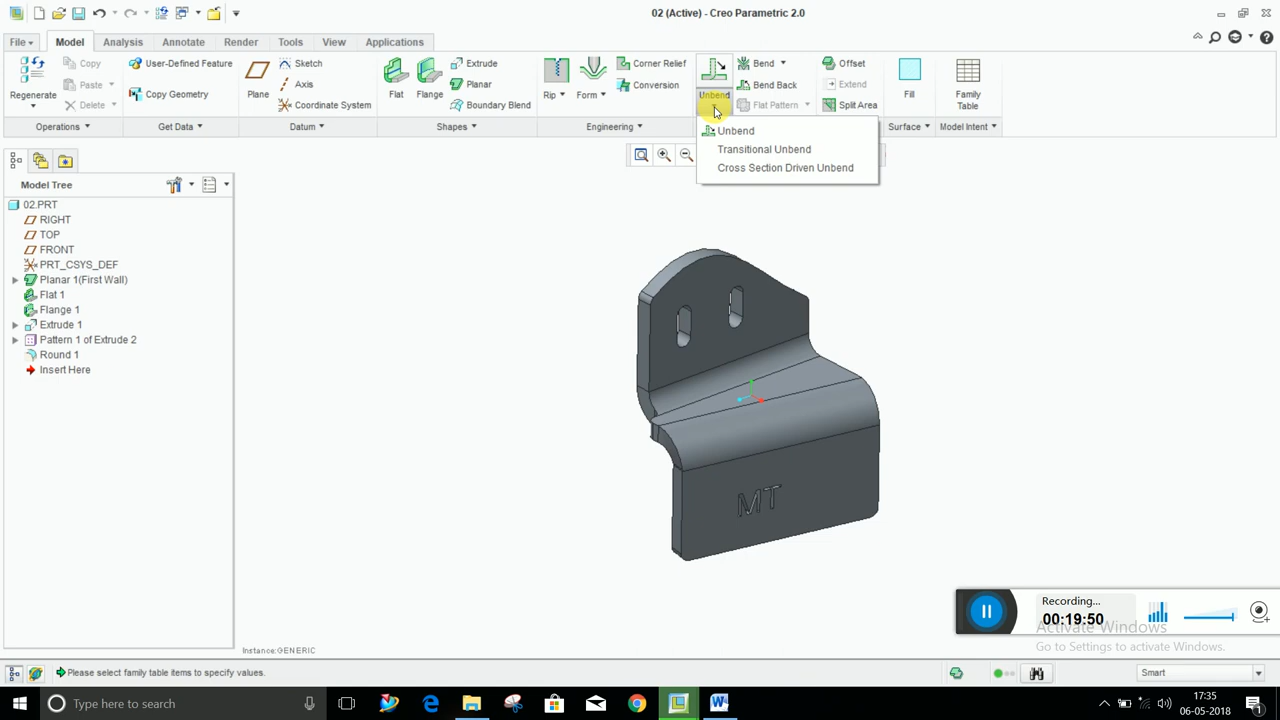 02 (Active) - Creo Parametric 2.0
File
Model
Analysis
Annotate
Render
Tools
View
Applications
Regenerate
Copy
Paste
Delete
User-Defined Feature
Copy Geometry
Plane
Sketch
Axis
Coordinate System
Flat
Flange
Extrude
Planar
Boundary Blend
Rip
Form
Corner Relief
Conversion
Unbend
Bend
Bend Back
Flat Pattern
Offset
Extend
Split Area
Fill
Family
Table
Operations
Get Data
Datum
Shapes
Engineering
Surface
Model Intent
Unbend
Transitional Unbend
Cross Section Driven Unbend
Model Tree
02.PRT
RIGHT
TOP
FRONT
PRT_CSYS_DEF
Planar 1(First Wall)
Flat 1
Flange 1
Extrude 1
Pattern 1 of Extrude 2
Round 1
Insert Here
MT
Recording...
00:19:50
Activate Windows
Go to Settings to activate Windows.
Instance:GENERIC
Please select family table items to specify values.
Smart
Type here to search
17:35
06-05-2018
1